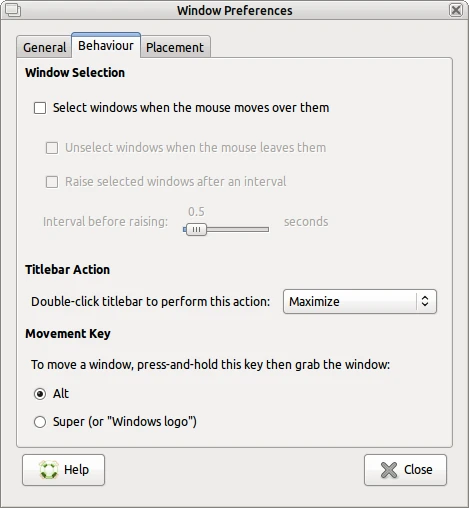 Window Preferences
General Behaviour Placement
Window Selection
Select windows when the mouse moves over them
Unselect windows when the mouse leaves them
Raise selected windows after an interval
0.5
Interval before raising: seconds
Titlebar Action
Double-click titlebar to perform this action: Maximize
Movement Key
To move a window, press-and-hold this key then grab the window:
Alt
Super (or "Windows logo")
Help Close